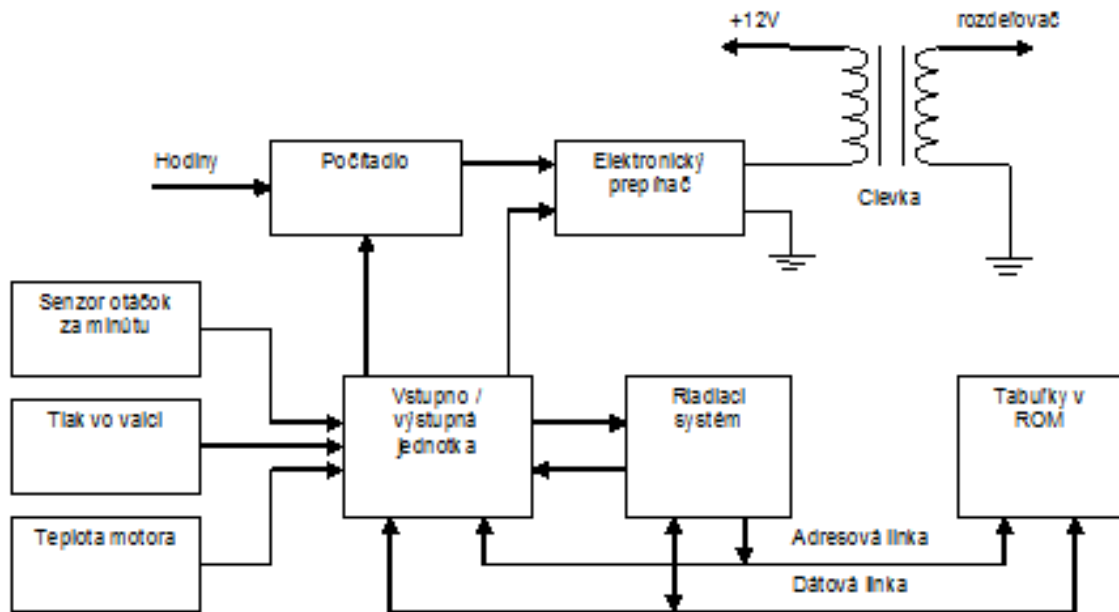 +12V
rozdeľovač
Hodiny
Počítadlo
Elektronický
prepíňač
Cievka
Senzor otáčok
za minútu
Tlak vo valci
Teplota motora
Vstupno /
výstupná
jednotka
Riadiaci
systém
Tabuľky v
ROM
Adresová linka
Dátová linka